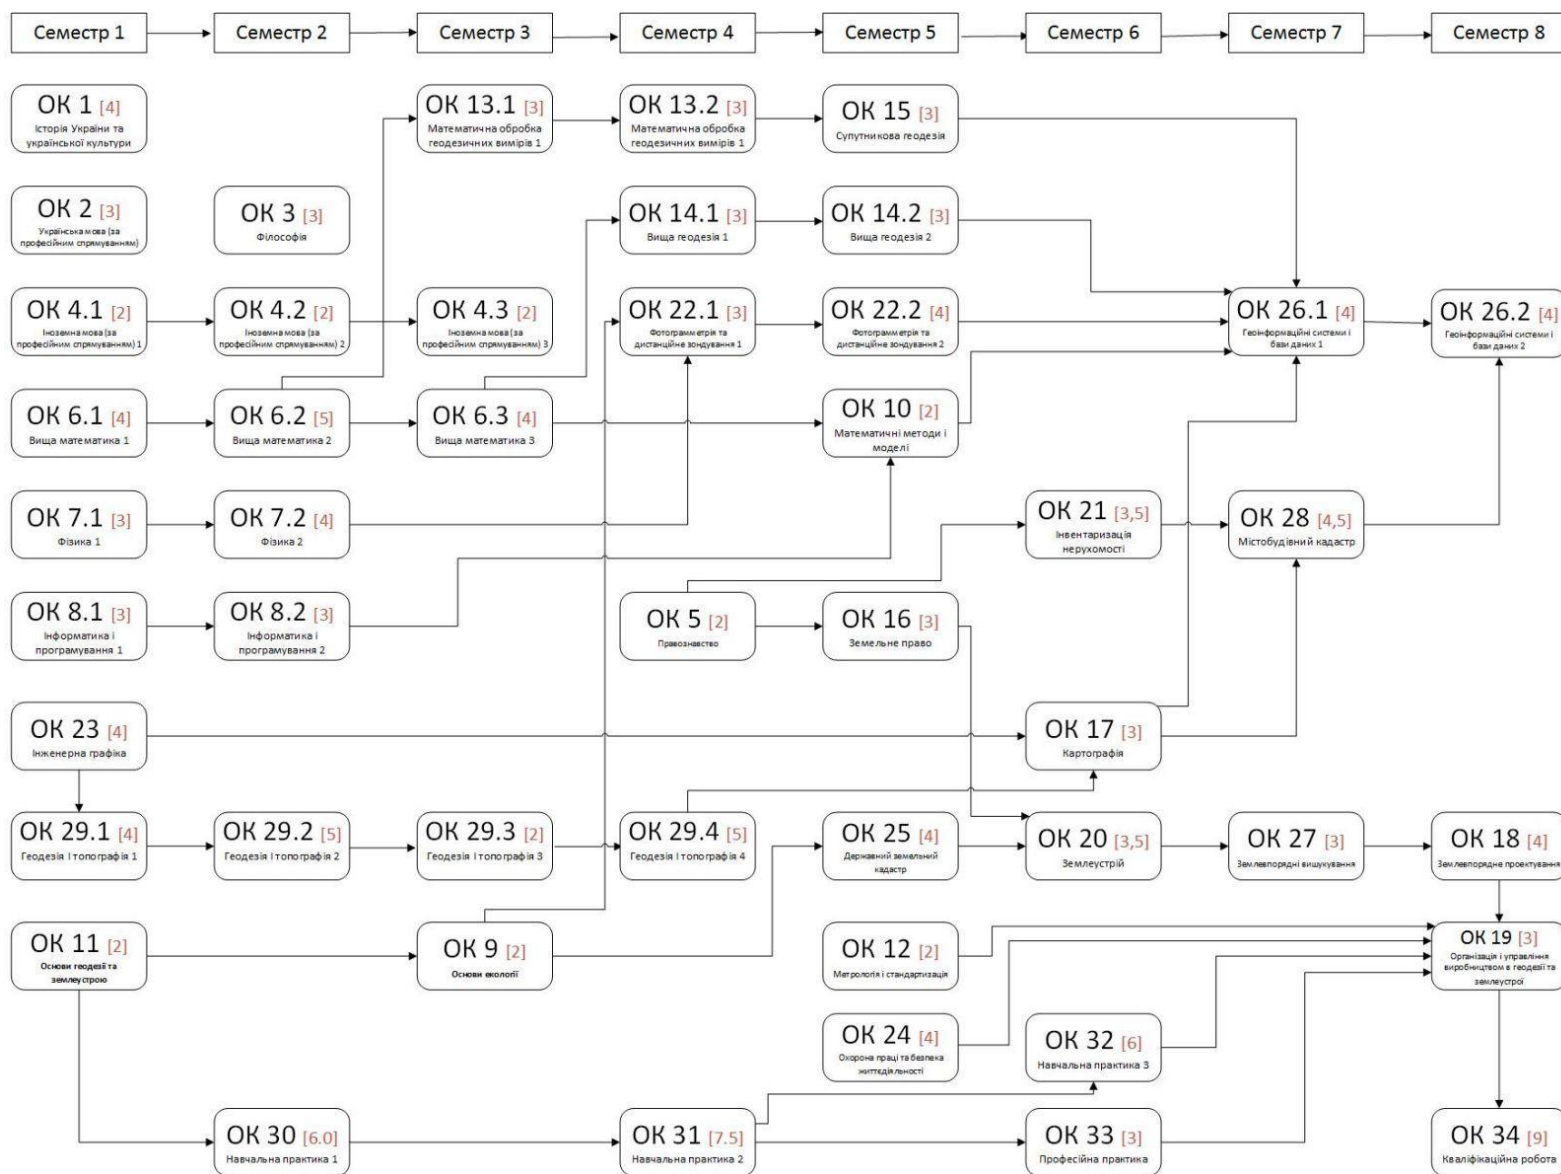 Семестр 1
Семестр 2
Семестр 3
Семестр 4
Семестр 5
Семестр 6
Семестр 7
Семестр 8
ОК 1 [4]
Історія України та
української культури
ОК 13.1 [3]
Математична обробка
геодезичних вимірів 1
ОК 13.2 [3]
Математична обробка
геодезичних вимірів 1
ОК 15 [3]
Супутникова геодезія
ОК 2 [3]
Українська мова (за
професійним спрямуванням)
ОК 3 [3]
Філософія
ОК 14.1 [3]
Вища геодезія 1
ОК 14.2 [3]
Вища геодезія 2
ОК 4.1 [2]
Іноземна мова (за
професійним спрямуванням) 1
ОК 4.2 [2]
Іноземна мова (за
професійним спрямуванням) 2
ОК 4.3 [2]
Іноземна мова (за
професійним спрямуванням) 3
ОК 22.1 [3]
Фотограмметрія та
дистанційне зондування 1
ОК 22.2 [4]
Фотограмметрія та
дистанційне зондування 2
ОК 26.1 [4]
Геоінформаційні системи і
бази даних 1
ОК 26.2 [4]
Геоінформаційні системи і
бази даних 2
ОК 6.1 [4]
Вища математика 1
ОК 6.2 [5]
Вища математика 2
ОК 6.3 [4]
Вища математика 3
ОК 10 [2]
Математичні методи і
моделі
ОК 7.1 [3]
Фізика 1
ОК 7.2 [4]
Фізика 2
ОК 21 [3,5]
Інвентаризація
нерухомості
ОК 28 [4,5]
Містобудівний кадастр
ОК 8.1 [3]
Інформатика і
програмування 1
ОК 8.2 [3]
Інформатика і
програмування 2
ОК 5 [2]
Правознавство
ОК 16 [3]
Земельне право
ОК 23 [4]
Інженерна графіка
ОК 17 [3]
Картографія
ОК 29.1 [4]
Геодезія І топографія 1
ОК 29.2 [5]
Геодезія І топографія 2
ОК 29.3 [2]
Геодезія І топографія 3
ОК 29.4 [5]
Геодезія І топографія 4
ОК 25 [4]
Державний земельний
кадастр
ОК 20 [3,5]
Землеустрій
ОК 27 [3]
Землевпорядні вишукування
ОК 18 [4]
Землевпорядне проектування
ОК 11 [2]
Основи геодезії та
землеустрою
ОК 9 [2]
Основи екології
ОК 12 [2]
Метрологія і стандартизація
ОК 19 [3]
Організація і управління
виробництвом в геодезії та
землеустрої
ОК 24 [4]
Охорона праці та безпека
життєдіяльності
ОК 32 [6]
Навчальна практика 3
ОК 30 [6.0]
Навчальна практика 1
ОК 31 [7.5]
Навчальна практика 2
ОК 33 [3]
Професійна практика
ОК 34 [9]
Кваліфікаційна робота